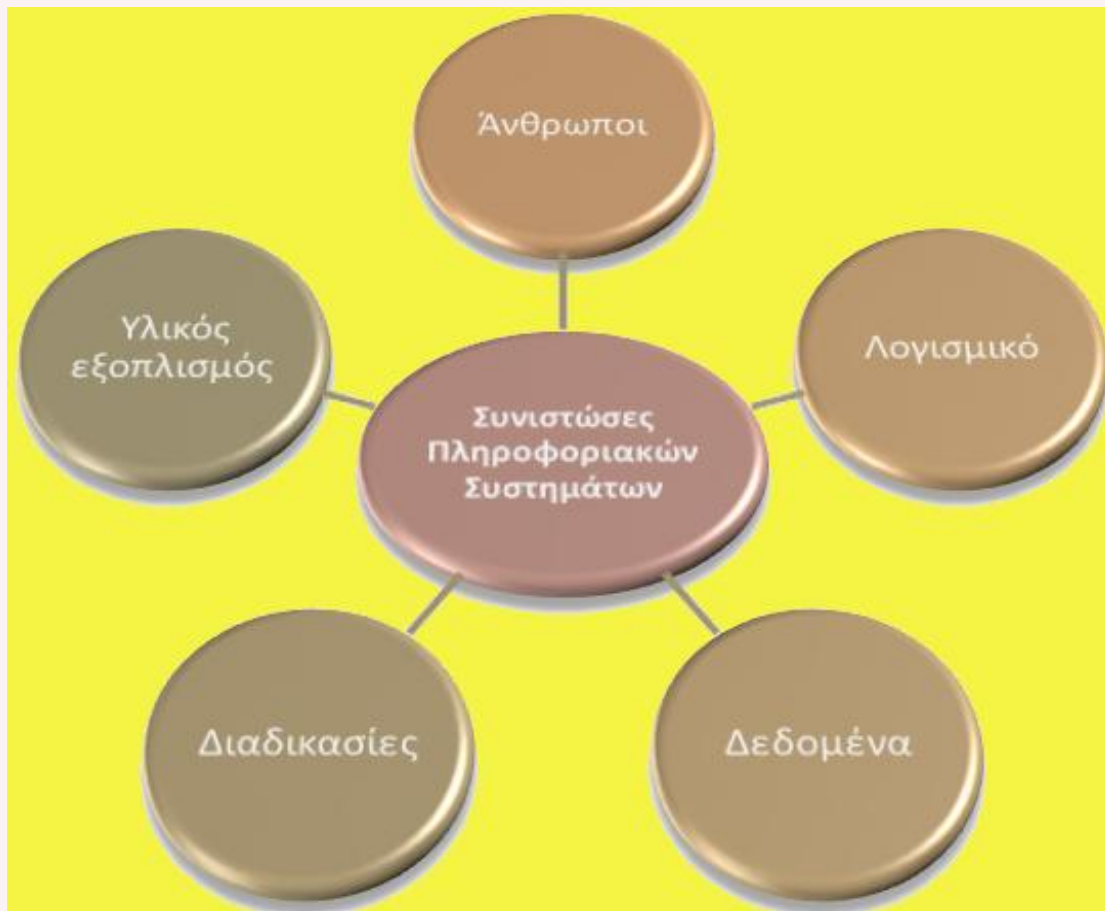 Άνθρωποι
Υλικός
εξοπλισμός
Λογισμικό
Συνιστώσες
Πληροφοριακών
Συστημάτων
Διαδικασίες
Δεδομένα